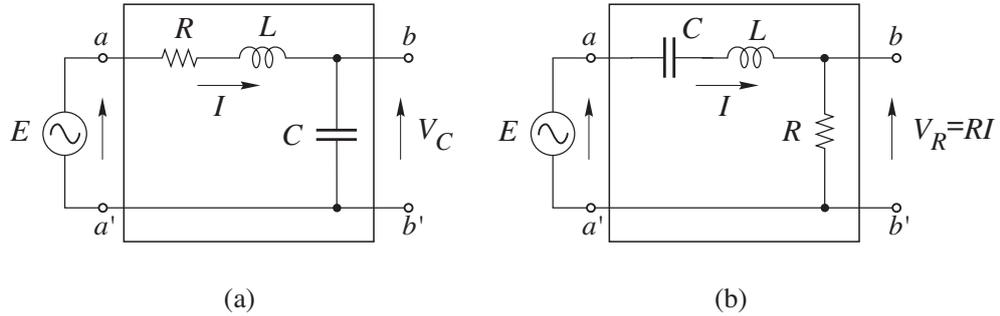 a R L b
I
E C V_C
a' b'
(a)
a C L b
I
E R V_R=RI
a' b'
(b)